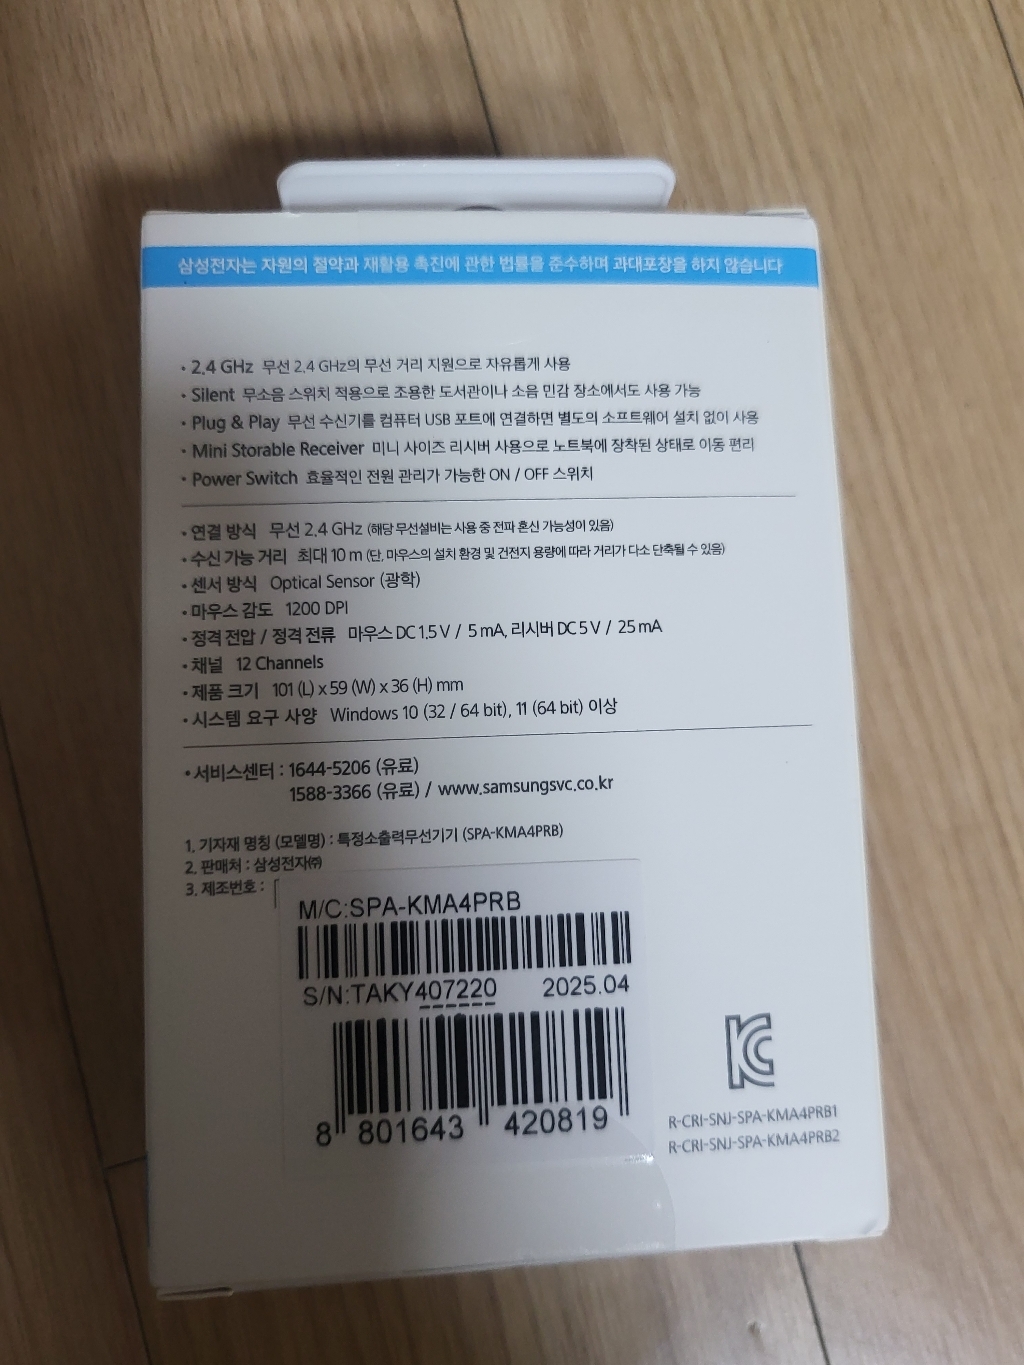 삼성전자는 자원의 절약과 재활용 촉진에 관한 법률을 준수하며 과대포장을 하지 않습니다
• 2.4 GHz 무선 2.4 GHz의 무선 거리 지원으로 자유롭게 사용
• Silent 무소음 스위치 적용으로 조용한 도서관이나 소음 민감 장소에서도 사용 가능
• Plug & Play 무선 수신기를 컴퓨터 USB 포트에 연결하면 별도의 소프트웨어 설치 없이 사용
• Mini Storable Receiver 미니 사이즈 리시버 사용으로 노트북에 장착된 상태로 이동 편리
• Power Switch 효율적인 전원 관리가 가능한 ON / OFF 스위치
• 연결 방식 무선 2.4 GHz (해당 무선설비는 사용 중 전파 혼신 가능성이 있음)
• 수신 가능 거리 최대 10 m (단, 마우스의 설치 환경 및 건전지 용량에 따라 거리가 다소 단축될 수 있음)
• 센서 방식 Optical Sensor (광학)
• 마우스 감도 1200 DPI
• 정격 전압 / 정격 전류 마우스 DC 1.5 V / 5 mA, 리시버 DC 5 V / 25 mA
• 채널 12 Channels
• 제품 크기 101 (L) x 59 (W) x 36 (H) mm
• 시스템 요구 사양 Windows 10 (32 / 64 bit), 11 (64 bit) 이상
• 서비스센터 : 1644-5206 (유료)
1588-3366 (유료) / www.samsungsvc.co.kr
1. 기자재 명칭 (모델명) : 특정소출력무선기기 (SPA-KMA4PRB)
2. 판매처 : 삼성전자㈜
3. 제조번호 :
M/C:SPA-KMA4PRB
S/N:TAKY407220 2025.04
8 801643 420819
KC
R-CRI-SNJ-SPA-KMA4PRB1
R-CRI-SNJ-SPA-KMA4PRB2